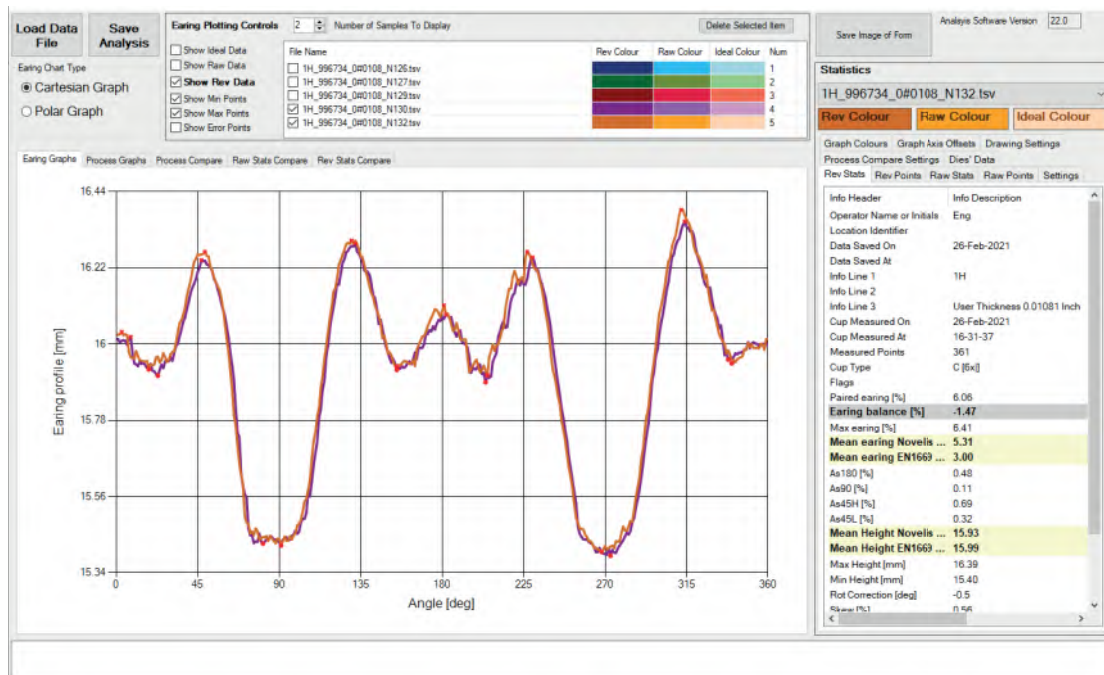 Load Data File
Save Analysis
Earing Chart Type
Cartesian Graph
Polar Graph
Earing Plotting Controls
2
Number of Samples To Display
Delete Selected Item
Show Ideal Data
Show Raw Data
Show Rev Data
Show Min Points
Show Max Points
Show Error Points
File Name Rev Colour Raw Colour Ideal Colour Num
1H_996734_0#0108_N126.tsv 1
1H_996734_0#0108_N127.tsv 2
1H_996734_0#0108_N129.tsv 3
1H_996734_0#0108_N130.tsv 4
1H_996734_0#0108_N132.tsv 5
Save Image of Form
Analayis Software Version 22.0
Earing Graphs Process Graphs Process Compare Raw Stats Compare Rev Stats Compare
16.44
16.22
16
15.78
15.56
15.34
Earing profile [mm]
0 45 90 135 180 225 270 315 360
Angle [deg]
Statistics
1H_996734_0#0108_N132.tsv
Rev Colour Raw Colour Ideal Colour
Graph Colours Graph Axis Offsets Drawing Settings
Process Compare Settings Dies' Data
Rev Stats Rev Points Raw Stats Raw Points Settings
Info Header Info Description
Operator Name or Initials Eng
Location Identifier
Data Saved On 26-Feb-2021
Data Saved At
Info Line 1 1H
Info Line 2
Info Line 3 User Thickness 0.01081 Inch
Cup Measured On 26-Feb-2021
Cup Measured At 16-31-37
Measured Points 361
Cup Type C [6x]]
Flags
Paired earing [%] 6.06
Earing balance [%] -1.47
Max earing [%] 6.41
Mean earing Novelis ... 5.31
Mean earing EN1669 ... 3.00
As180 [%] 0.48
As90 [%] 0.11
As45H [%] 0.69
As45L [%] 0.32
Mean Height Novelis ... 15.93
Mean Height EN1669 ... 15.99
Max Height [mm] 16.39
Min Height [mm] 15.40
Rot Correction [deg] -0.5
Skew [%] 0.56